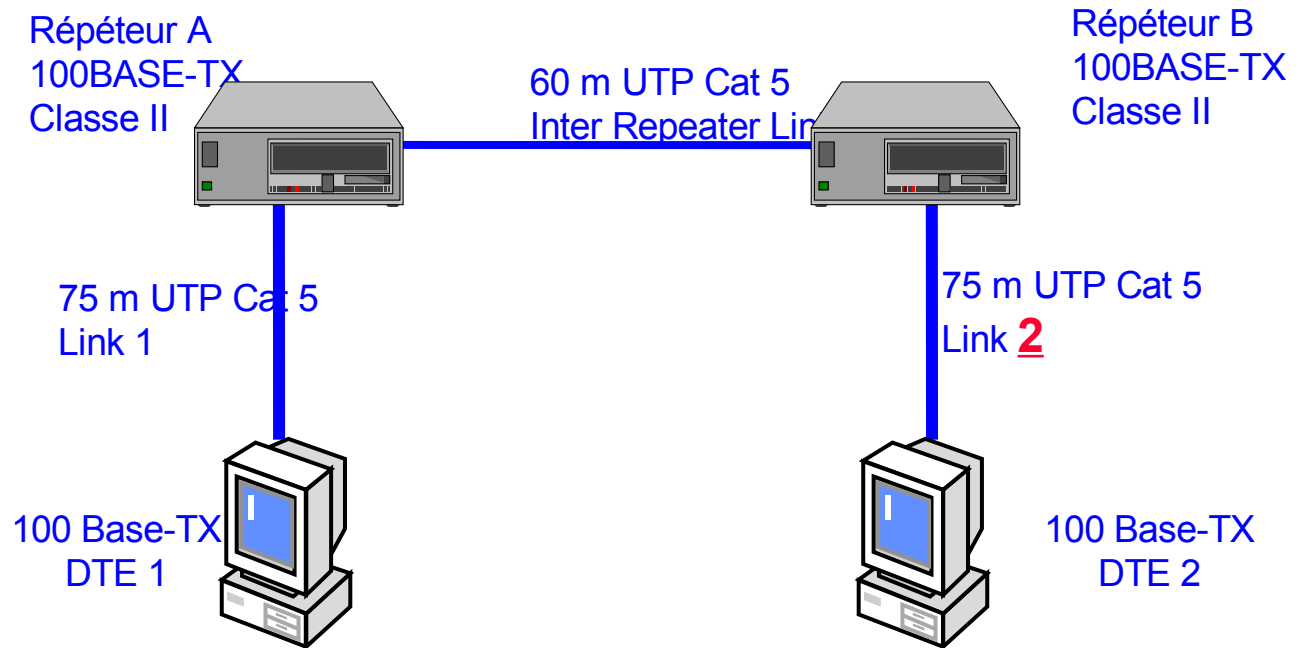 Répéteur A
100BASE-TX
Classe II
60 m UTP Cat 5
Inter Repeater Lin
Répéteur B
100BASE-TX
Classe II
75 m UTP Cat 5
Link 1
75 m UTP Cat 5
Link 2
100 Base-TX
DTE 1
100 Base-TX
DTE 2